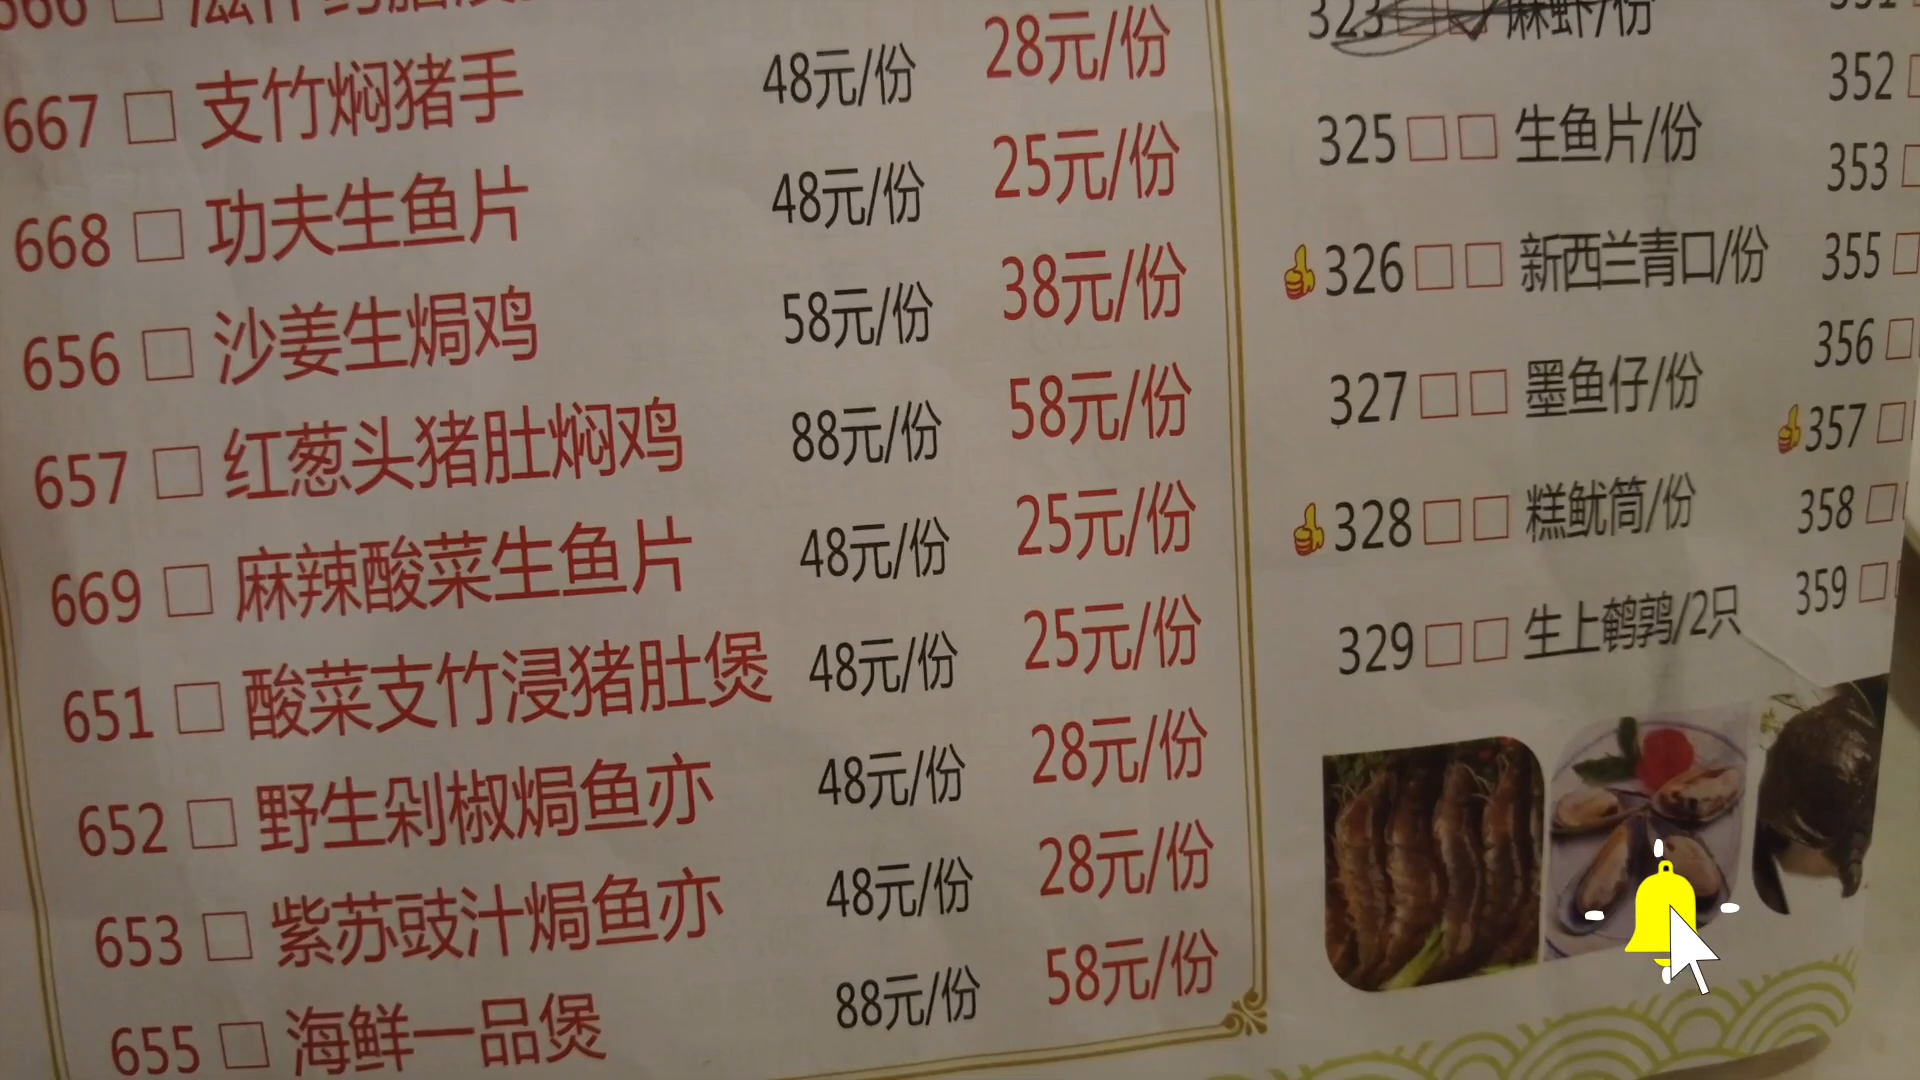 667 □ 支竹焖猪手 48元/份 28元/份
668 □ 功夫生鱼片 48元/份 25元/份
656 □ 沙姜生焗鸡 58元/份 38元/份
657 □ 红葱头猪肚焖鸡 88元/份 58元/份
669 □ 麻辣酸菜生鱼片 48元/份 25元/份
651 □ 酸菜支竹浸猪肚煲 48元/份 25元/份
652 □ 野生剁椒焗鱼亦 48元/份 28元/份
653 □ 紫苏豉汁焗鱼亦 48元/份 28元/份
655 □ 海鲜一品煲 88元/份 58元/份
323 □□ 麻虾/份
325 □□ 生鱼片/份
326 □□ 新西兰青口/份
327 □□ 墨鱼仔/份
328 □□ 糕鱿筒/份
329 □□ 生上鹌鹑/2只
352 □
353 □
355 □
356 □
357 □
358 □
359 □